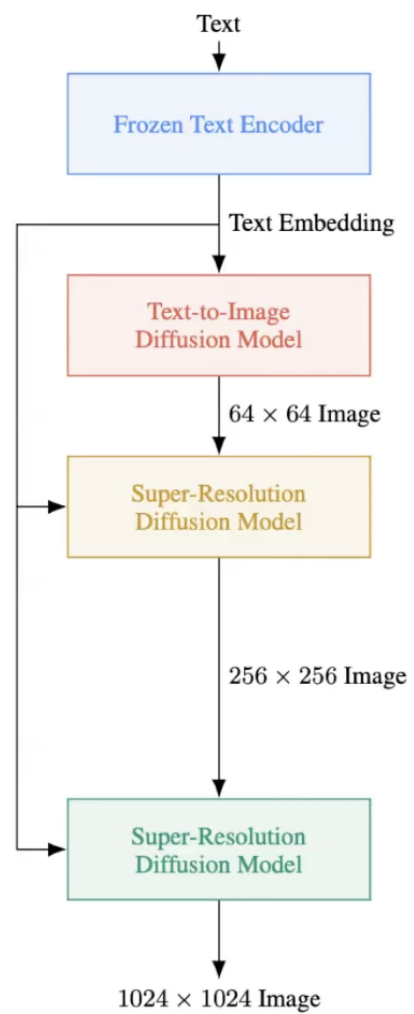 Text
Frozen Text Encoder
Text Embedding
Text-to-Image
Diffusion Model
64 × 64 Image
Super-Resolution
Diffusion Model
256 × 256 Image
Super-Resolution
Diffusion Model
1024 × 1024 Image